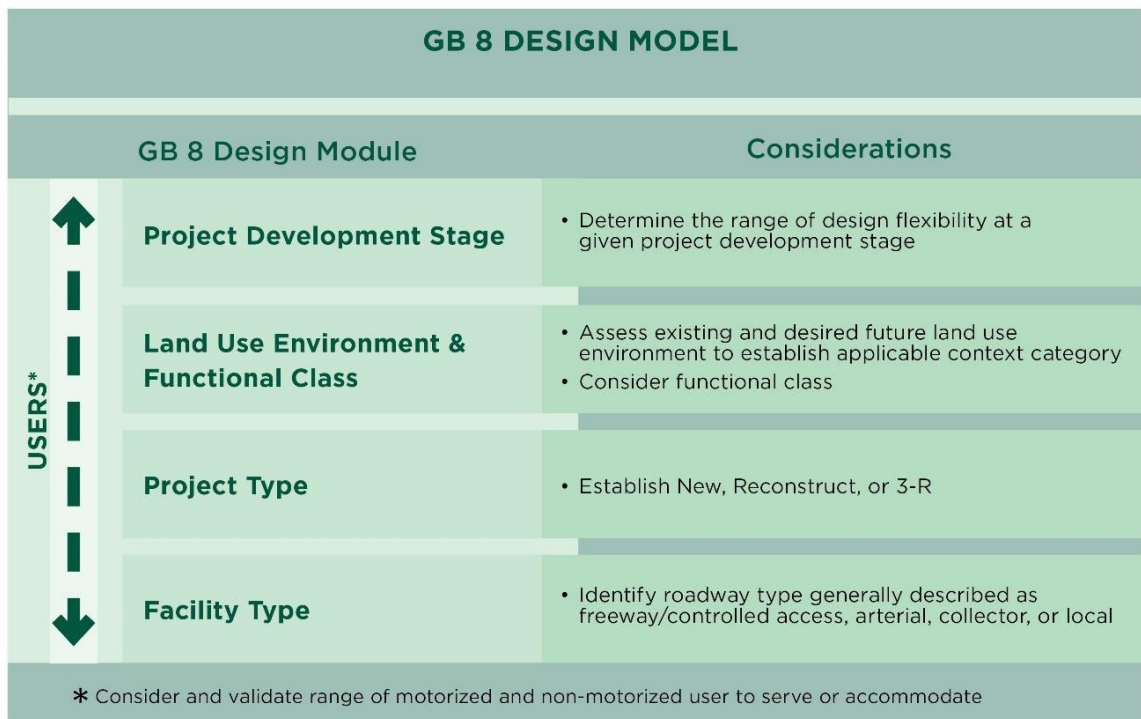 GB 8 DESIGN MODEL
GB 8 Design Module
Considerations
USERS*
Project Development Stage
• Determine the range of design flexibility at a
given project development stage
Land Use Environment &
Functional Class
• Assess existing and desired future land use
environment to establish applicable context category
• Consider functional class
Project Type
• Establish New, Reconstruct, or 3-R
Facility Type
• Identify roadway type generally described as
freeway/controlled access, arterial, collector, or local
* Consider and validate range of motorized and non-motorized user to serve or accommodate